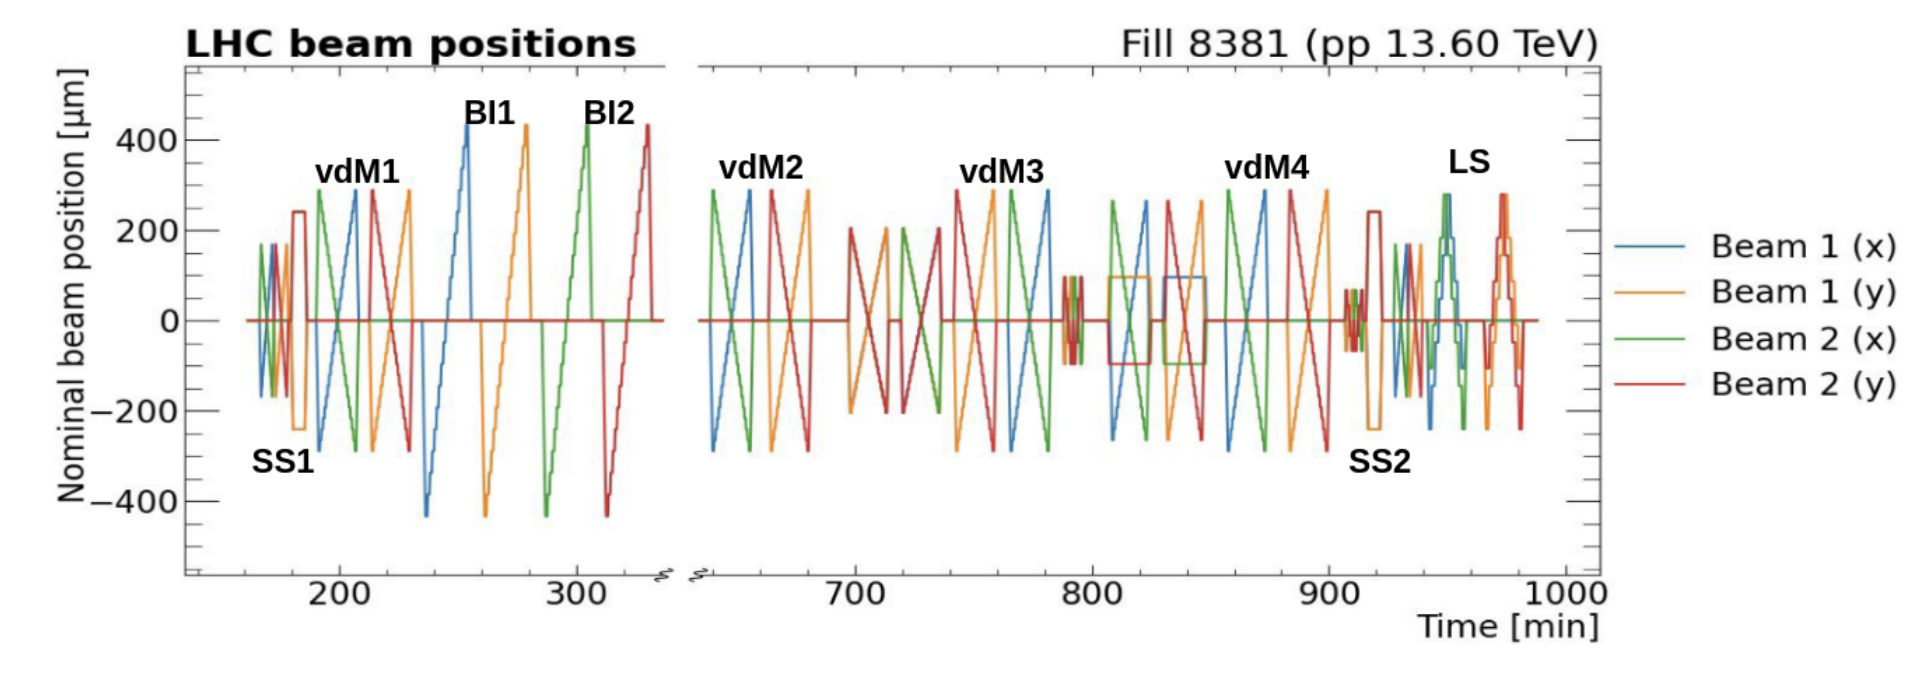 LHC beam positions
Fill 8381 (pp 13.60 TeV)
Nominal beam position [μm]
400
200
0
−200
−400
BI1
BI2
vdM1
vdM2
vdM3
vdM4
LS
SS1
SS2
Beam 1 (x)
Beam 1 (y)
Beam 2 (x)
Beam 2 (y)
200
300
700
800
900
1000
Time [min]